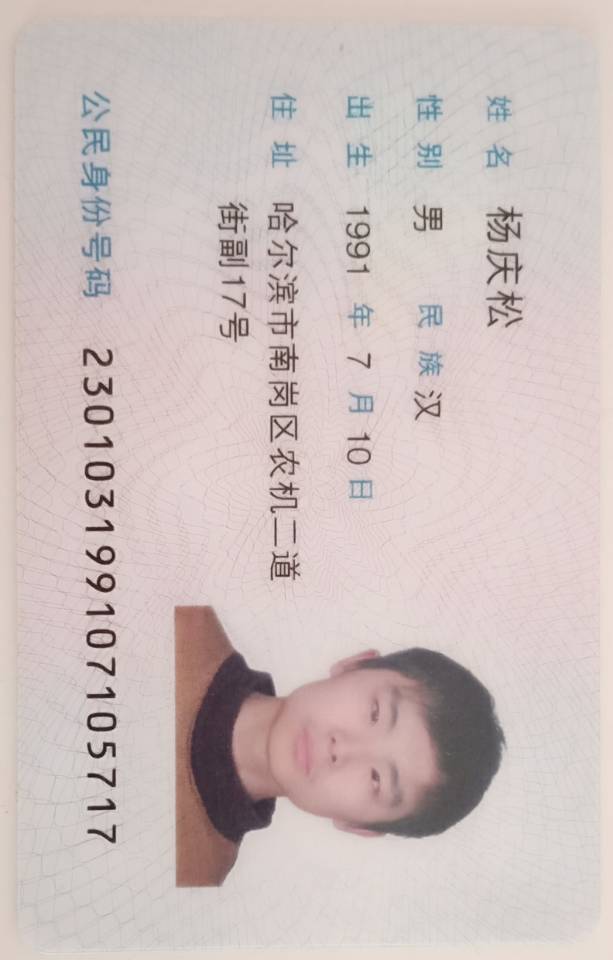 姓名 杨庆松
性别 男 民族 汉
出生 1991 年 7 月 10 日
住址 哈尔滨市南岗区农机二道
街副17号
公民身份号码 230103199107105717